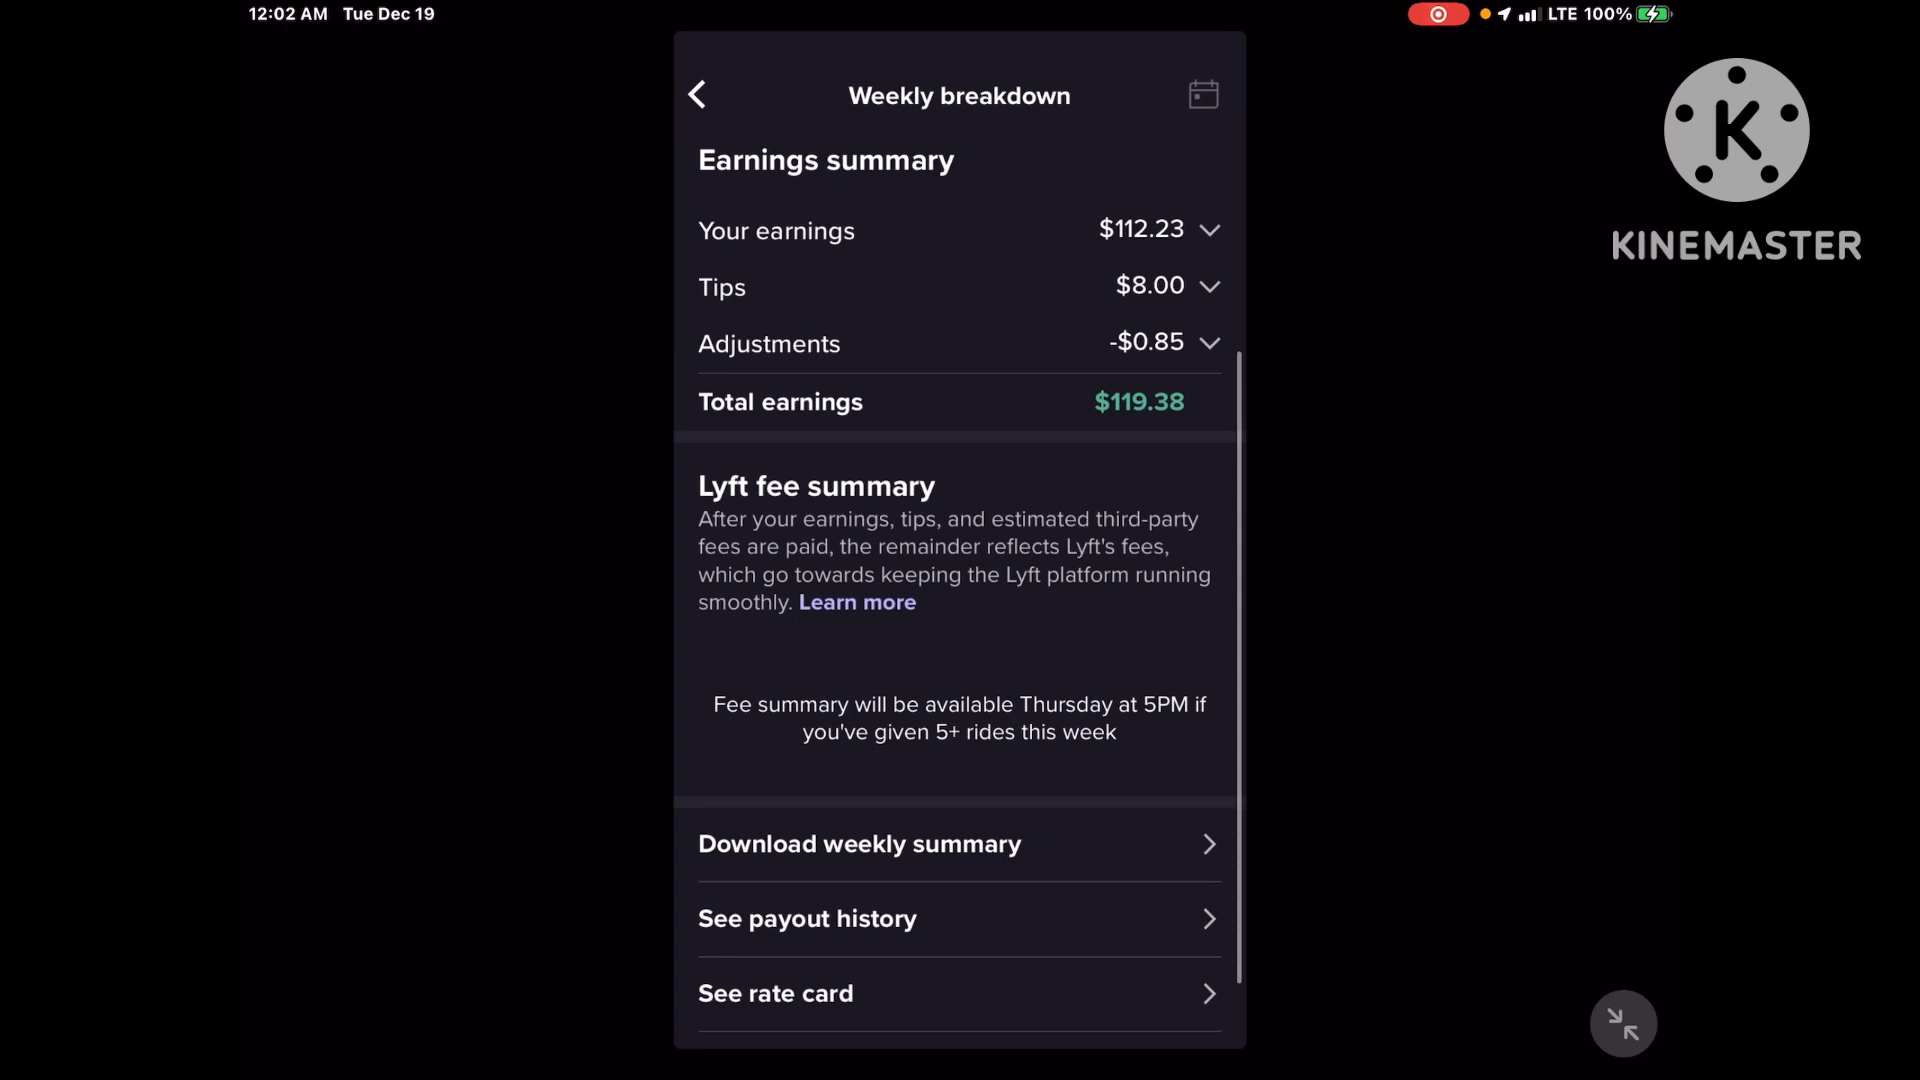 12:02 AM Tue Dec 19
LTE 100%
Weekly breakdown
K
KINEMASTER
Earnings summary
Your earnings $112.23
Tips $8.00
Adjustments -$0.85
Total earnings $119.38
Lyft fee summary
After your earnings, tips, and estimated third-party
fees are paid, the remainder reflects Lyft's fees,
which go towards keeping the Lyft platform running
smoothly. Learn more
Fee summary will be available Thursday at 5PM if
you've given 5+ rides this week
Download weekly summary
See payout history
See rate card